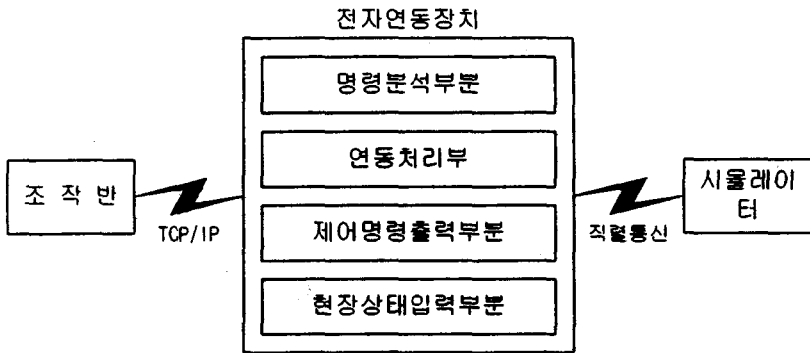 전자연동장치
명령분석부분
연동처리부
제어명령출력부분
현장상태입력부분
조 작 반
TCP/IP
직렬통신
시뮬레이
터